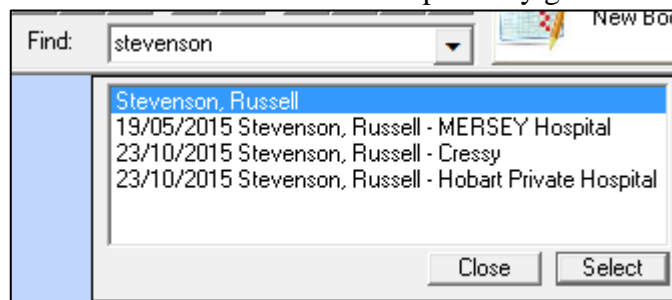 Find: stevenson New Boo
Stevenson, Russell
19/05/2015 Stevenson, Russell - MERSEY Hospital
23/10/2015 Stevenson, Russell - Cressy
23/10/2015 Stevenson, Russell - Hobart Private Hospital
Close Select